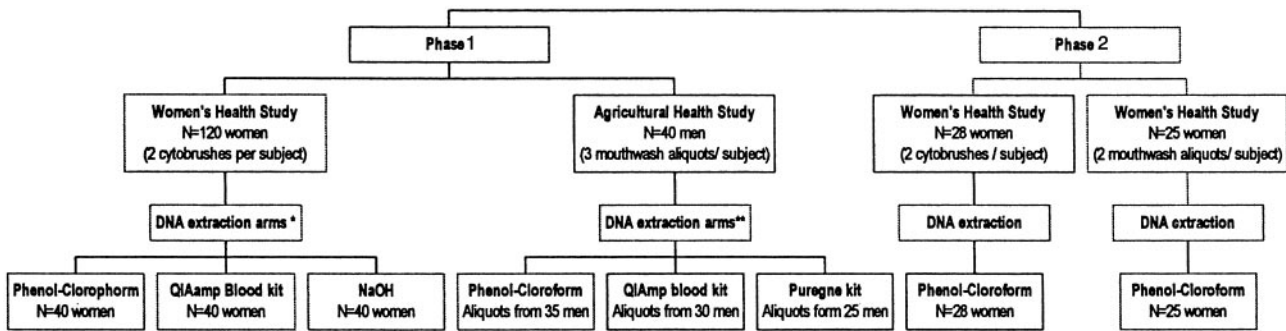 Phase 1
Phase 2
Women's Health Study
N=120 women
(2 cytobrushes per subject)
Agricultural Health Study
N=40 men
(3 mouthwash aliquots/ subject)
Women's Health Study
N=28 women
(2 cytobrushes / subject)
Women's Health Study
N=25 women
(2 mouthwash aliquots/ subject)
DNA extraction arms *
DNA extraction arms**
DNA extraction
DNA extraction
Phenol-Clorophorm
N=40 women
QIAamp Blood kit
N=40 women
NaOH
N=40 women
Phenol-Cloroform
Aliquots from 35 men
QIAmp blood kit
Aliquots from 30 men
Puregne kit
Aliquots form 25 men
Phenol-Cloroform
N=28 women
Phenol-Cloroform
N=25 women